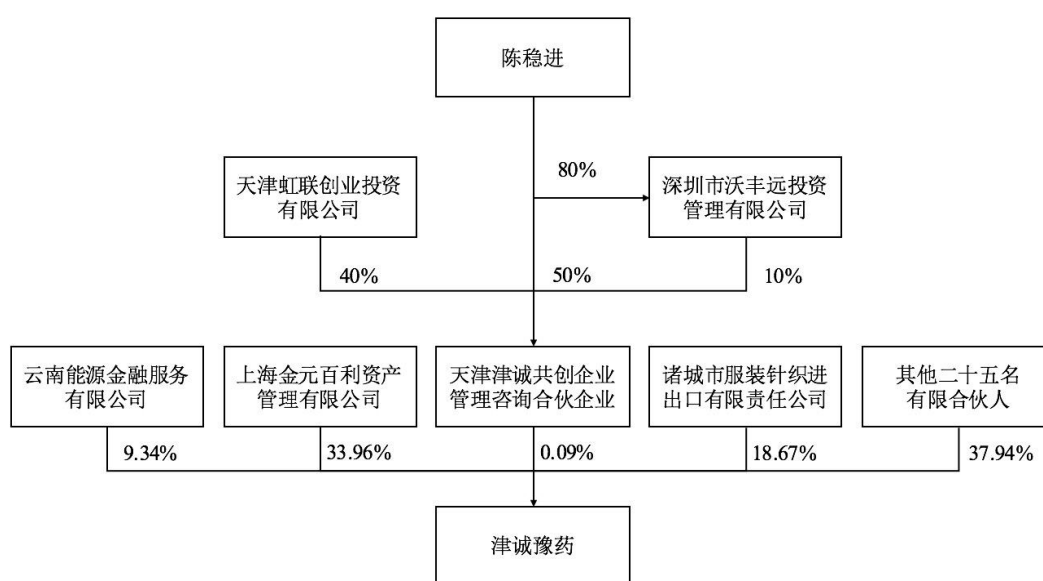 陈稳进
80%
天津虹联创业投资
有限公司
深圳市沃丰远投资
管理有限公司
40%
50%
10%
云南能源金融服务
有限公司
上海金元百利资产
管理有限公司
天津津诚共创企业
管理咨询合伙企业
诸城市服装针织进
出口有限责任公司
其他二十五名
有限合伙人
9.34%
33.96%
0.09%
18.67%
37.94%
津诚豫药